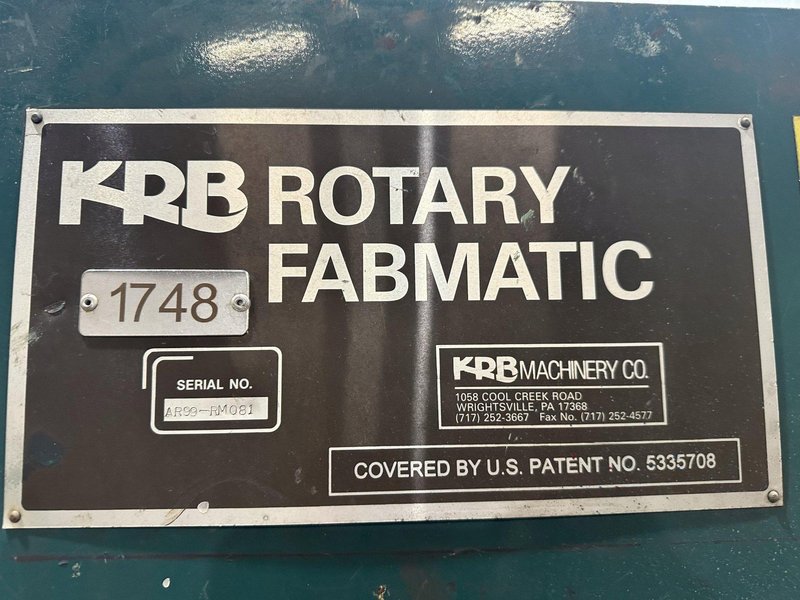 KRB ROTARY
FABMATIC
1748
SERIAL NO.
AR99-RM081
KRB MACHINERY CO.
1058 COOL CREEK ROAD
WRIGHTSVILLE, PA 17368
(717) 252-3667 Fax No. (717) 252-4577
COVERED BY U.S. PATENT NO. 5335708